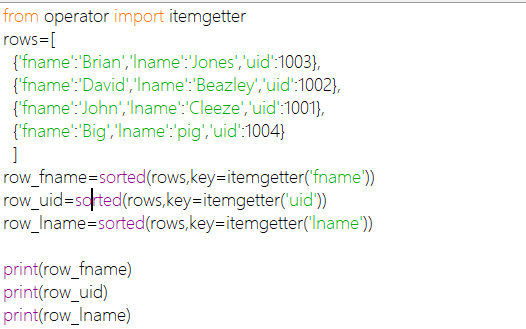 from operator import itemgetter
rows=[
  {'fname':'Brian','lname':'Jones','uid':1003},
  {'fname':'David','lname':'Beazley','uid':1002},
  {'fname':'John','lname':'Cleeze','uid':1001},
  {'fname':'Big','lname':'pig','uid':1004}
  ]
row_fname=sorted(rows,key=itemgetter('fname'))
row_uid=sorted(rows,key=itemgetter('uid'))
row_lname=sorted(rows,key=itemgetter('lname'))

print(row_fname)
print(row_uid)
print(row_lname)